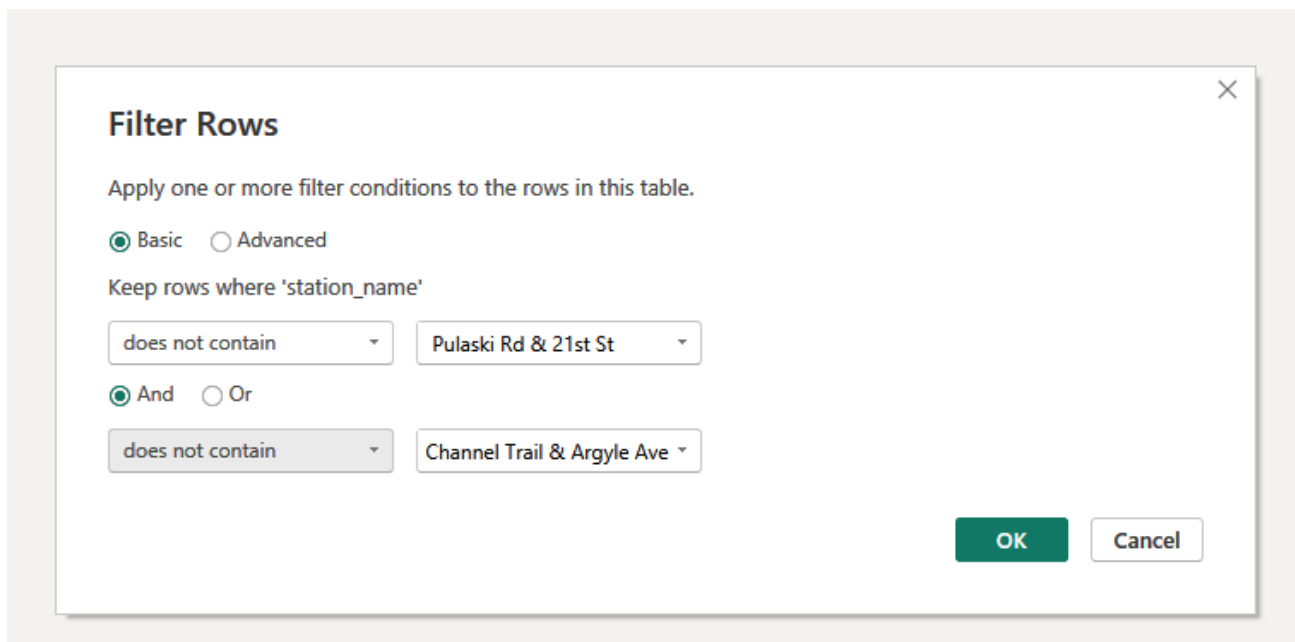 Filter Rows
Apply one or more filter conditions to the rows in this table.
Basic Advanced
Keep rows where 'station_name'
does not contain Pulaski Rd & 21st St
And Or
does not contain Channel Trail & Argyle Ave
OK Cancel